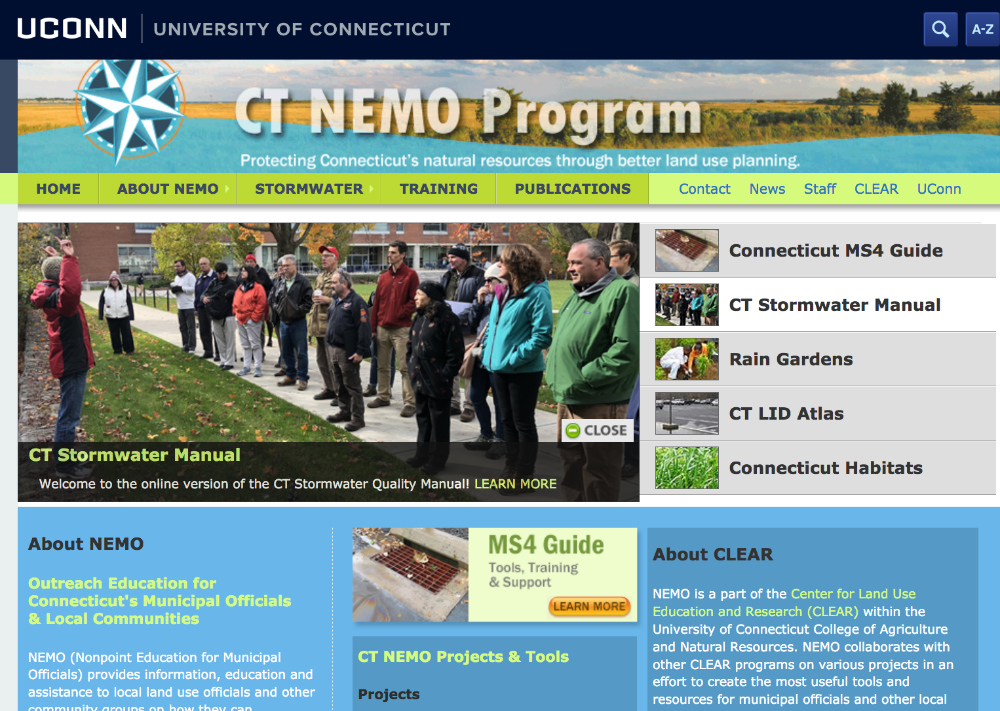 UCONN UNIVERSITY OF CONNECTICUT
A-Z
CT NEMO Program
Protecting Connecticut's natural resources through better land use planning.
HOME ABOUT NEMO STORMWATER TRAINING PUBLICATIONS Contact News Staff CLEAR UConn
Connecticut MS4 Guide
CT Stormwater Manual
Rain Gardens
CT LID Atlas
Connecticut Habitats
CLOSE
CT Stormwater Manual
Welcome to the online version of the CT Stormwater Quality Manual! LEARN MORE
About NEMO
Outreach Education for
Connecticut's Municipal Officials
& Local Communities
NEMO (Nonpoint Education for Municipal
Officials) provides information, education and
assistance to local land use officials and other
community groups on how they can
MS4 Guide
Tools, Training
& Support
LEARN MORE
CT NEMO Projects & Tools
Projects
About CLEAR
NEMO is a part of the Center for Land Use
Education and Research (CLEAR) within the
University of Connecticut College of Agriculture
and Natural Resources. NEMO collaborates with
other CLEAR programs on various projects in an
effort to create the most useful tools and
resources for municipal officials and other local